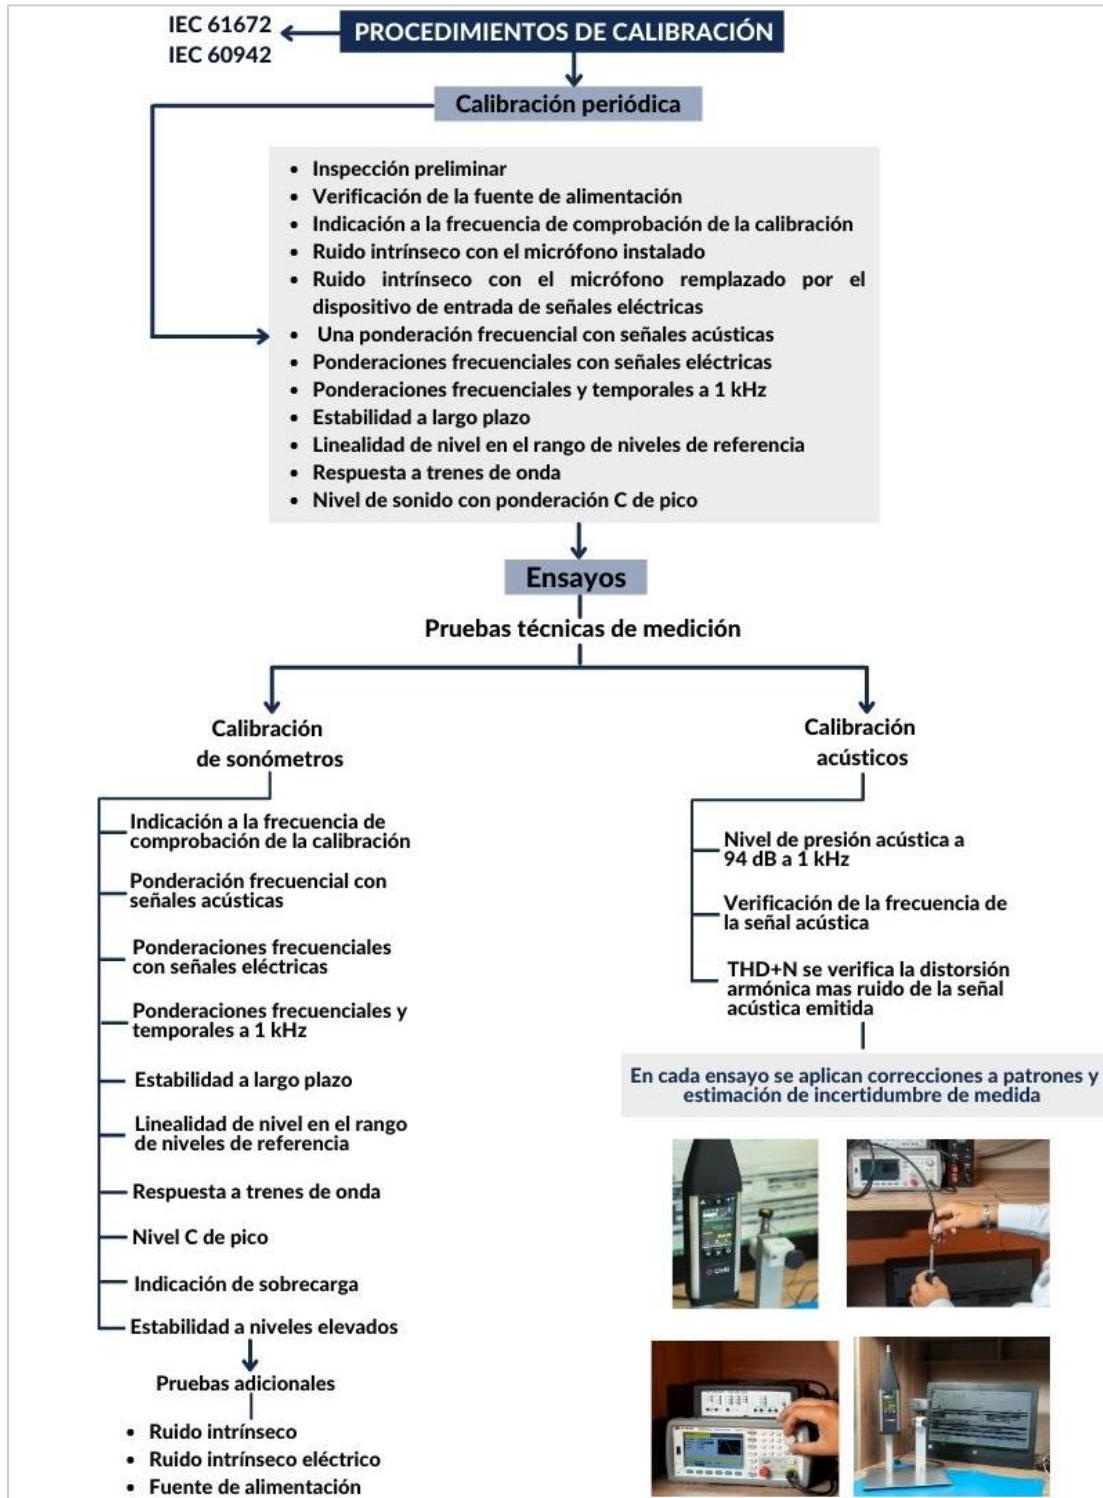 IEC 61672
IEC 60942
PROCEDIMIENTOS DE CALIBRACIÓN
Calibración periódica
• Inspección preliminar
• Verificación de la fuente de alimentación
• Indicación a la frecuencia de comprobación de la calibración
• Ruido intrínseco con el micrófono instalado
• Ruido intrínseco con el micrófono remplazado por el
dispositivo de entrada de señales eléctricas
• Una ponderación frecuencial con señales acústicas
• Ponderaciones frecuenciales con señales eléctricas
• Ponderaciones frecuenciales y temporales a 1 kHz
• Estabilidad a largo plazo
• Linealidad de nivel en el rango de niveles de referencia
• Respuesta a trenes de onda
• Nivel de sonido con ponderación C de pico
Ensayos
Pruebas técnicas de medición
Calibración
de sonómetros
Indicación a la frecuencia de
comprobación de la calibración
Ponderación frecuencial con
señales acústicas
Ponderaciones frecuenciales
con señales eléctricas
Ponderaciones frecuenciales y
temporales a 1 kHz
Estabilidad a largo plazo
Linealidad de nivel en el rango
de niveles de referencia
Respuesta a trenes de onda
Nivel C de pico
Indicación de sobrecarga
Estabilidad a niveles elevados
Pruebas adicionales
• Ruido intrínseco
• Ruido intrínseco eléctrico
• Fuente de alimentación
Calibración
acústicos
Nivel de presión acústica a
94 dB a 1 kHz
Verificación de la frecuencia de
la señal acústica
THD+N se verifica la distorsión
armónica mas ruido de la señal
acústica emitida
En cada ensayo se aplican correcciones a patrones y
estimación de incertidumbre de medida